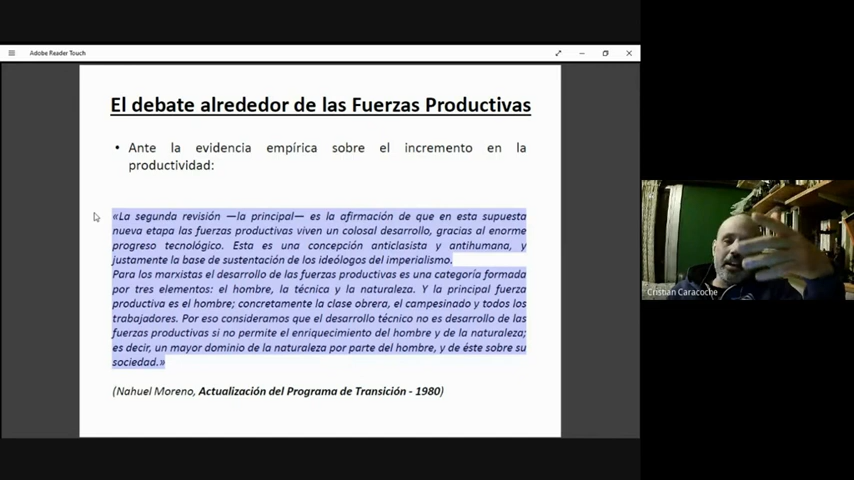 Adobe Reader Touch
El debate alrededor de las Fuerzas Productivas
• Ante la evidencia empírica sobre el incremento en la
productividad:
«La segunda revisión —la principal— es la afirmación de que en esta supuesta
nueva etapa las fuerzas productivas viven un colosal desarrollo, gracias al enorme
progreso tecnológico. Esta es una concepción anticlasista y antihumana, y
justamente la base de sustentación de los ideólogos del imperialismo.
Para los marxistas el desarrollo de las fuerzas productivas es una categoría formada
por tres elementos: el hombre, la técnica y la naturaleza. Y la principal fuerza
productiva es el hombre; concretamente la clase obrera, el campesinado y todos los
trabajadores. Por eso consideramos que el desarrollo técnico no es desarrollo de las
fuerzas productivas si no permite el enriquecimiento del hombre y de la naturaleza;
es decir, un mayor dominio de la naturaleza por parte del hombre, y de éste sobre su
sociedad.»
(Nahuel Moreno, Actualización del Programa de Transición - 1980)
Cristian Caracoche